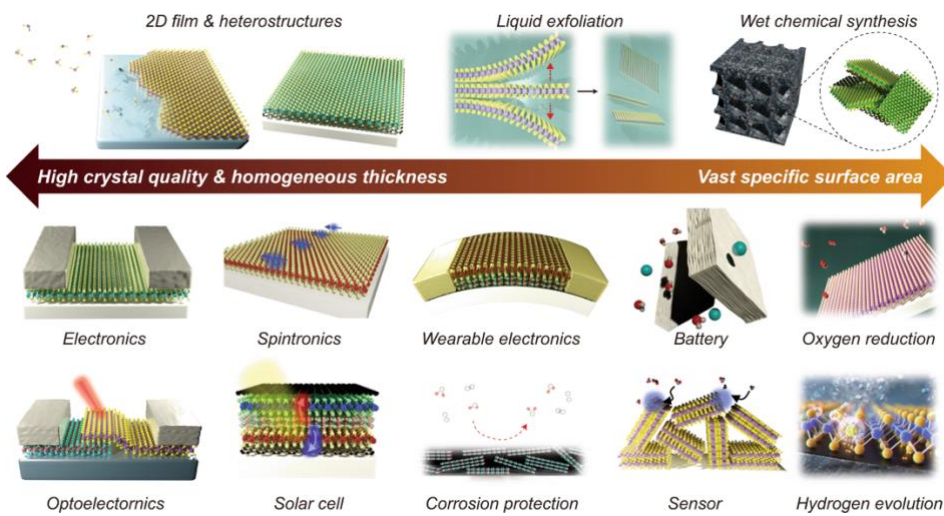 2D film & heterostructures
Liquid exfoliation
Wet chemical synthesis
High crystal quality & homogeneous thickness
Vast specific surface area
Electronics
Spintronics
Wearable electronics
Battery
Oxygen reduction
Optoelectornics
Solar cell
Corrosion protection
Sensor
Hydrogen evolution